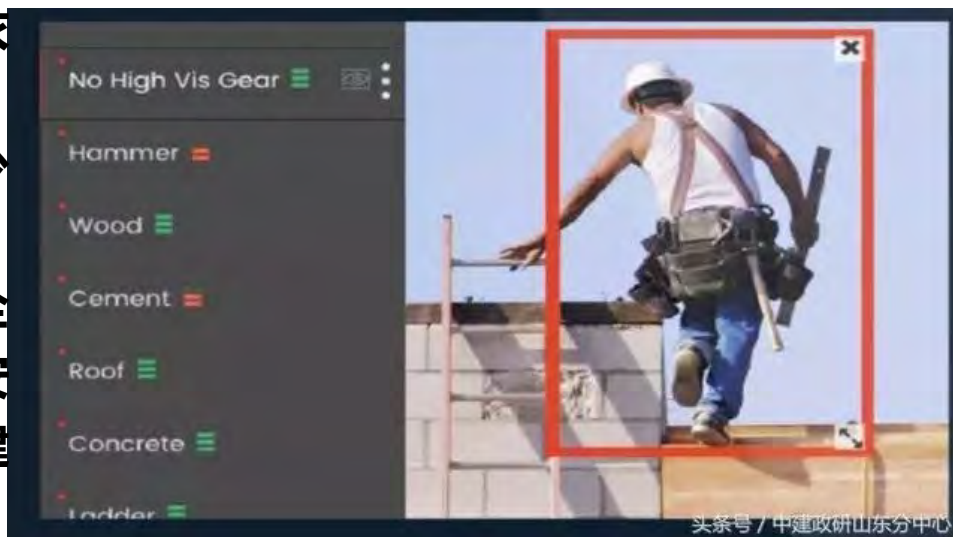 No High Vis Gear
Hammer
Wood
Cement
Roof
Concrete
Ladder
头条号 / 中建政研山东分中心